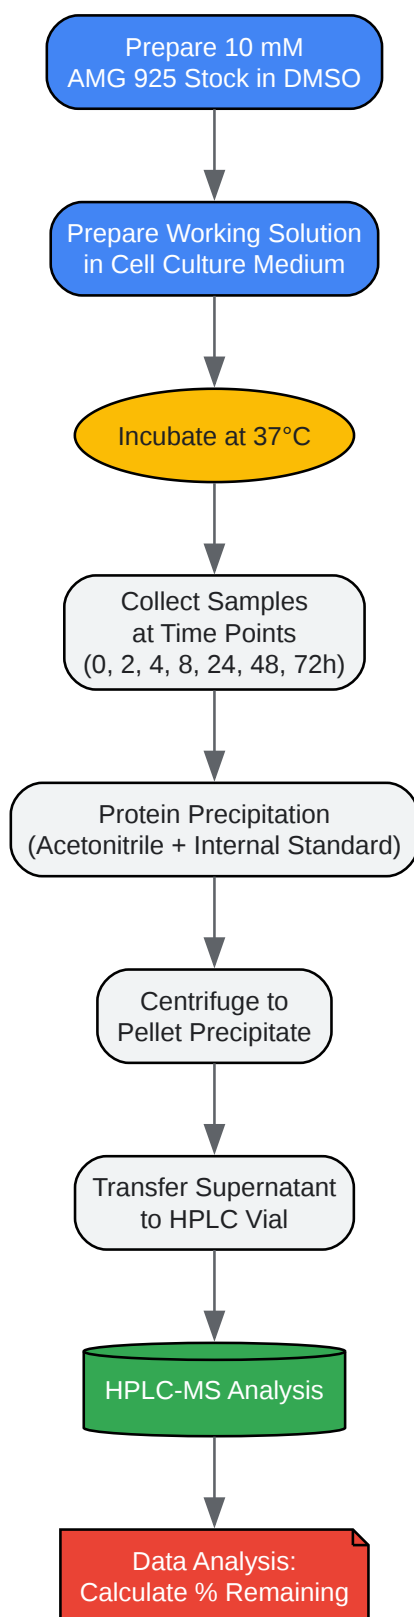 Prepare 10 mM
AMG 925 Stock in DMSO
Prepare Working Solution
in Cell Culture Medium
Incubate at 37°C
Collect Samples
at Time Points
(0, 2, 4, 8, 24, 48, 72h)
Protein Precipitation
(Acetonitrile + Internal Standard)
Centrifuge to
Pellet Precipitate
Transfer Supernatant
to HPLC Vial
HPLC-MS Analysis
Data Analysis:
Calculate % Remaining